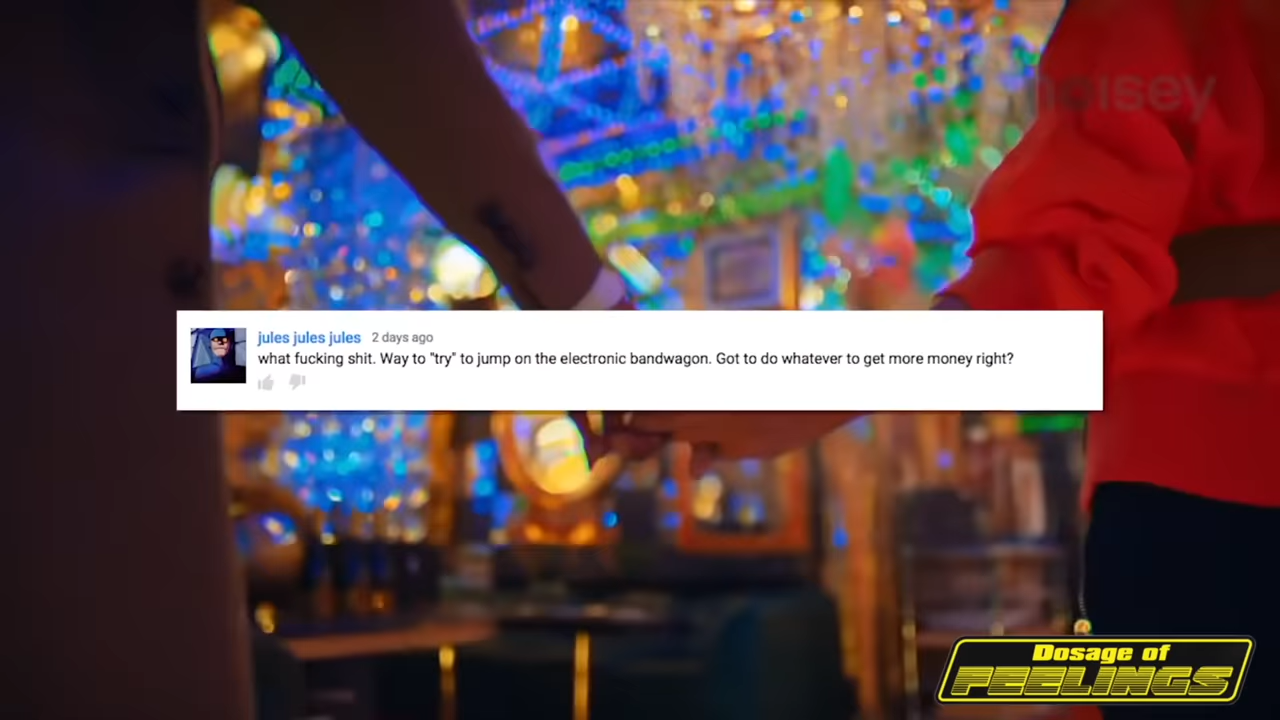 noisey
jules jules jules 2 days ago
what fucking shit. Way to "try" to jump on the electronic bandwagon. Got to do whatever to get more money right?
Dosage of
FEELINGS